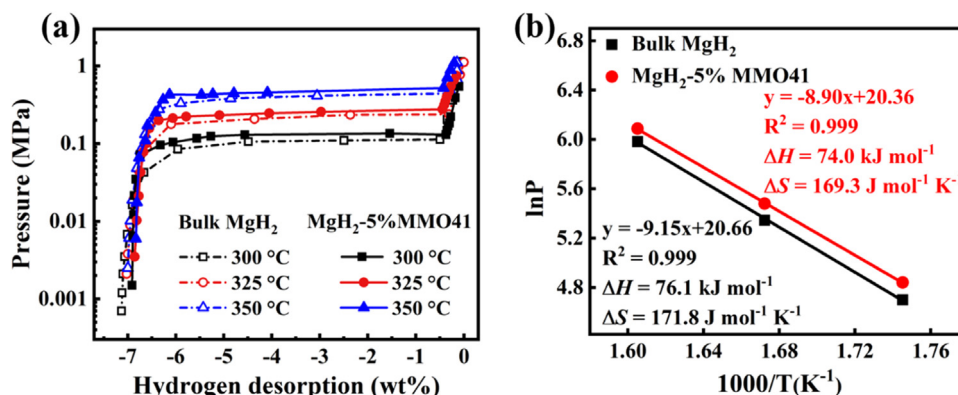 (a)
Pressure (MPa)
1
0.1
0.01
0.001
Bulk MgH₂ MgH₂-5%MMO41
300 °C 300 °C
325 °C 325 °C
350 °C 350 °C
-7 -6 -5 -4 -3 -2 -1 0
Hydrogen desorption (wt%)
(b)
lnP
6.8
6.4
6.0
5.6
5.2
4.8
Bulk MgH₂
MgH₂-5% MMO41
y = -8.90x+20.36
R² = 0.999
ΔH = 74.0 kJ mol⁻¹
ΔS = 169.3 J mol⁻¹ K⁻
y = -9.15x+20.66
R² = 0.999
ΔH = 76.1 kJ mol⁻¹
ΔS = 171.8 J mol⁻¹ K⁻¹
1.60 1.64 1.68 1.72 1.76
1000/T(K⁻¹)